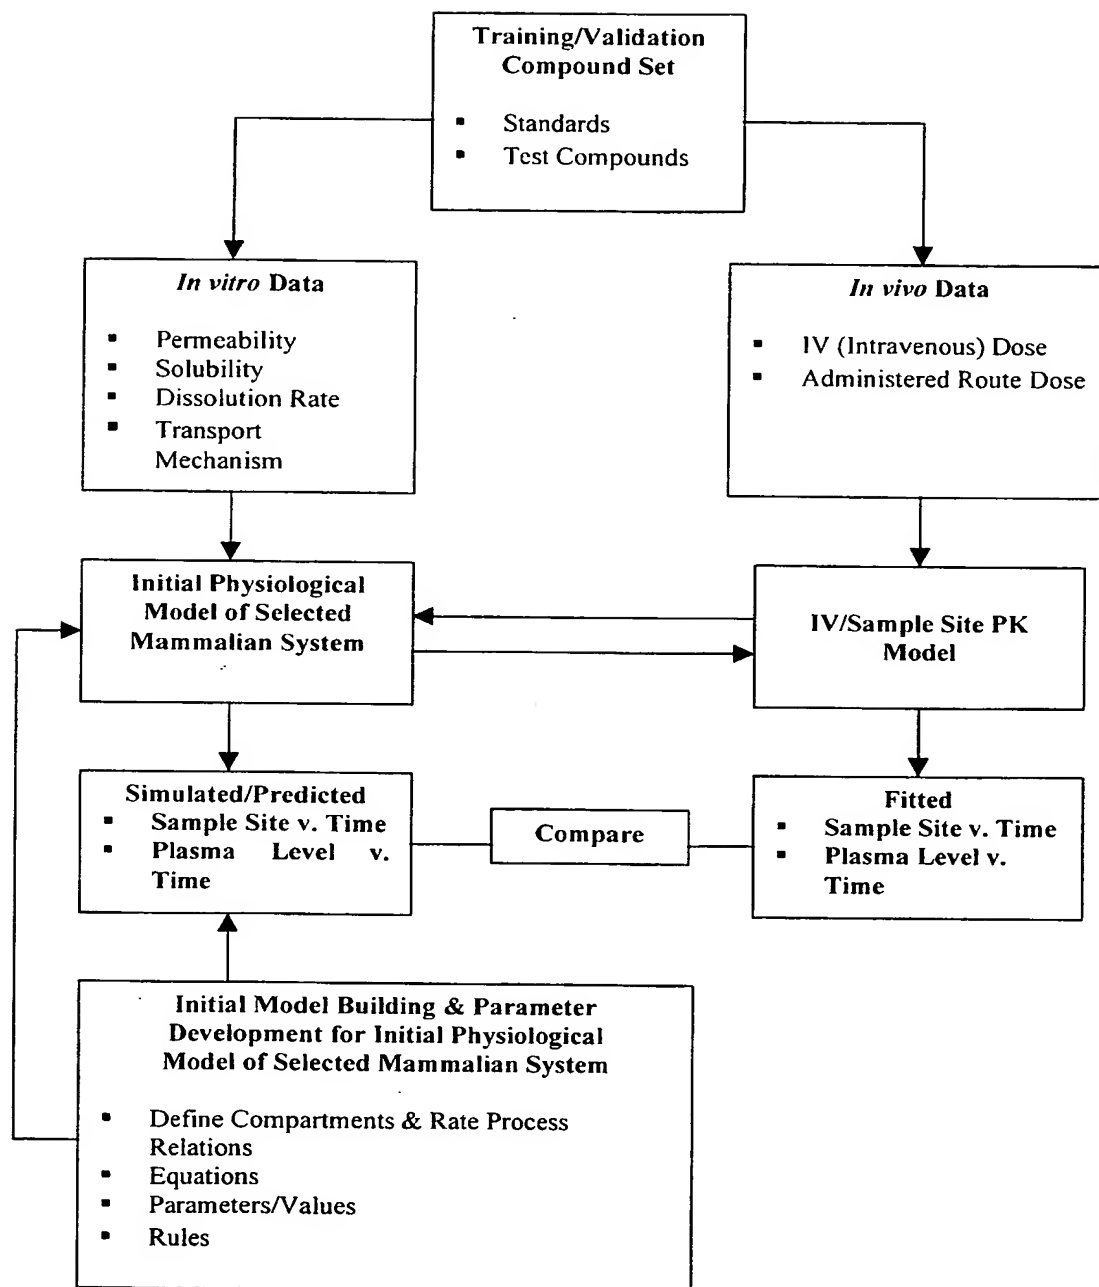 Training/Validation
Compound Set
▪ Standards
▪ Test Compounds
In vitro Data
▪ Permeability
▪ Solubility
▪ Dissolution Rate
▪ Transport
Mechanism
In vivo Data
▪ IV (Intravenous) Dose
▪ Administered Route Dose
Initial Physiological
Model of Selected
Mammalian System
IV/Sample Site PK
Model
Simulated/Predicted
▪ Sample Site v. Time
▪ Plasma Level v.
Time
Compare
Fitted
▪ Sample Site v. Time
▪ Plasma Level v.
Time
Initial Model Building & Parameter
Development for Initial Physiological
Model of Selected Mammalian System
▪ Define Compartments & Rate Process
Relations
▪ Equations
▪ Parameters/Values
▪ Rules